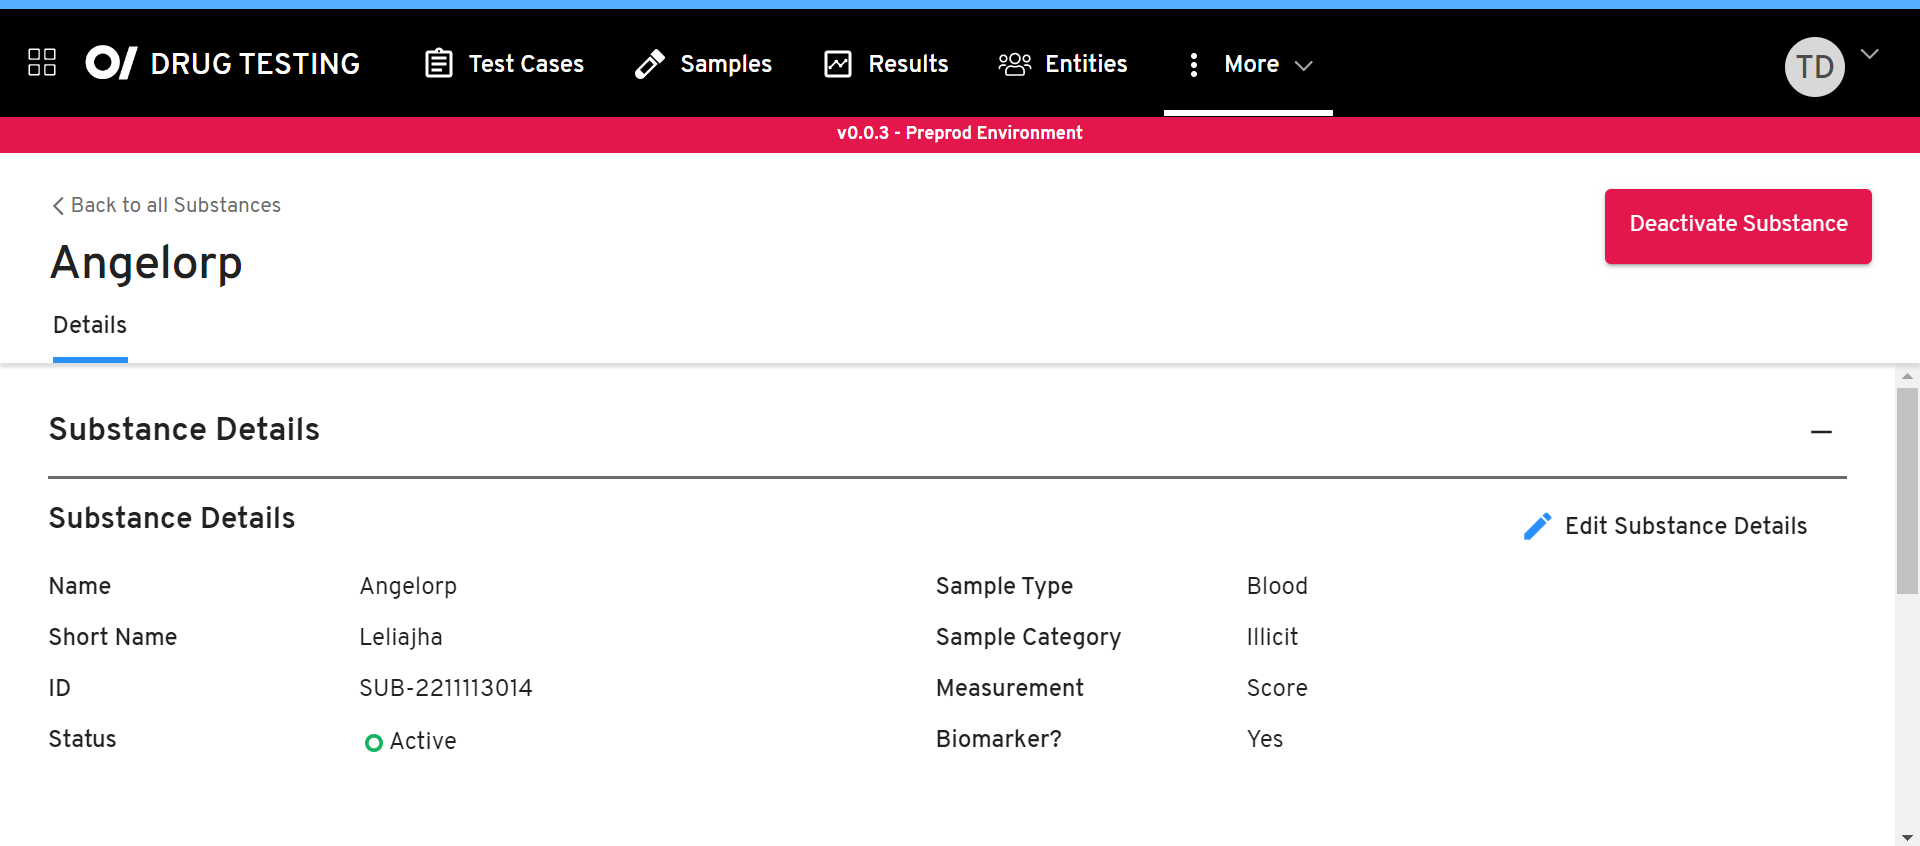 DRUG TESTING Test Cases Samples Results Entities More TD
v0.0.3 - Preprod Environment
Back to all Substances
Deactivate Substance
Angelorp
Details
Substance Details
Substance Details
Edit Substance Details
Name Angelorp Sample Type Blood
Short Name Leliajha Sample Category Illicit
ID SUB-2211113014 Measurement Score
Status Active Biomarker? Yes